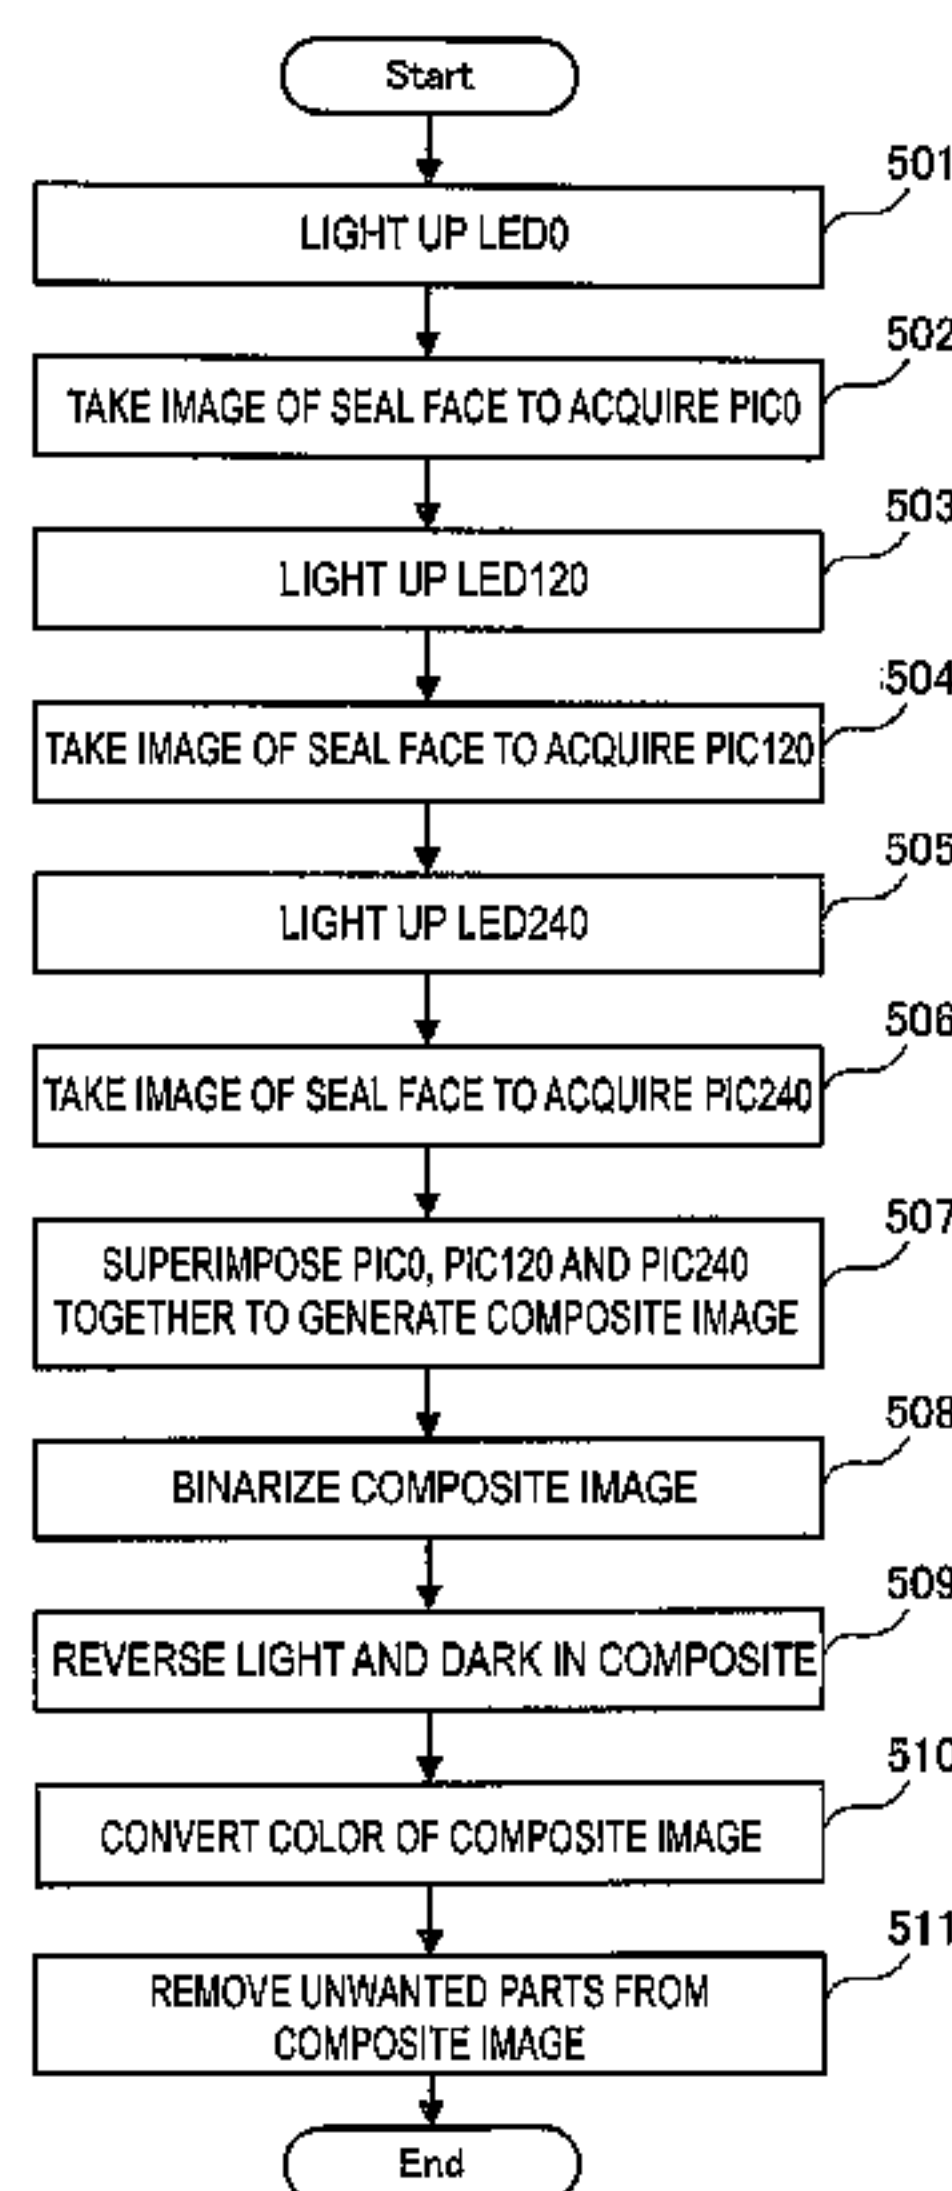 Start
501
LIGHT UP LED0
502
TAKE IMAGE OF SEAL FACE TO ACQUIRE PIC0
503
LIGHT UP LED120
504
TAKE IMAGE OF SEAL FACE TO ACQUIRE PIC120
505
LIGHT UP LED240
506
TAKE IMAGE OF SEAL FACE TO ACQUIRE PIC240
507
SUPERIMPOSE PIC0, PIC120 AND PIC240
TOGETHER TO GENERATE COMPOSITE IMAGE
508
BINARIZE COMPOSITE IMAGE
509
REVERSE LIGHT AND DARK IN COMPOSITE
510
CONVERT COLOR OF COMPOSITE IMAGE
511
REMOVE UNWANTED PARTS FROM
COMPOSITE IMAGE
End